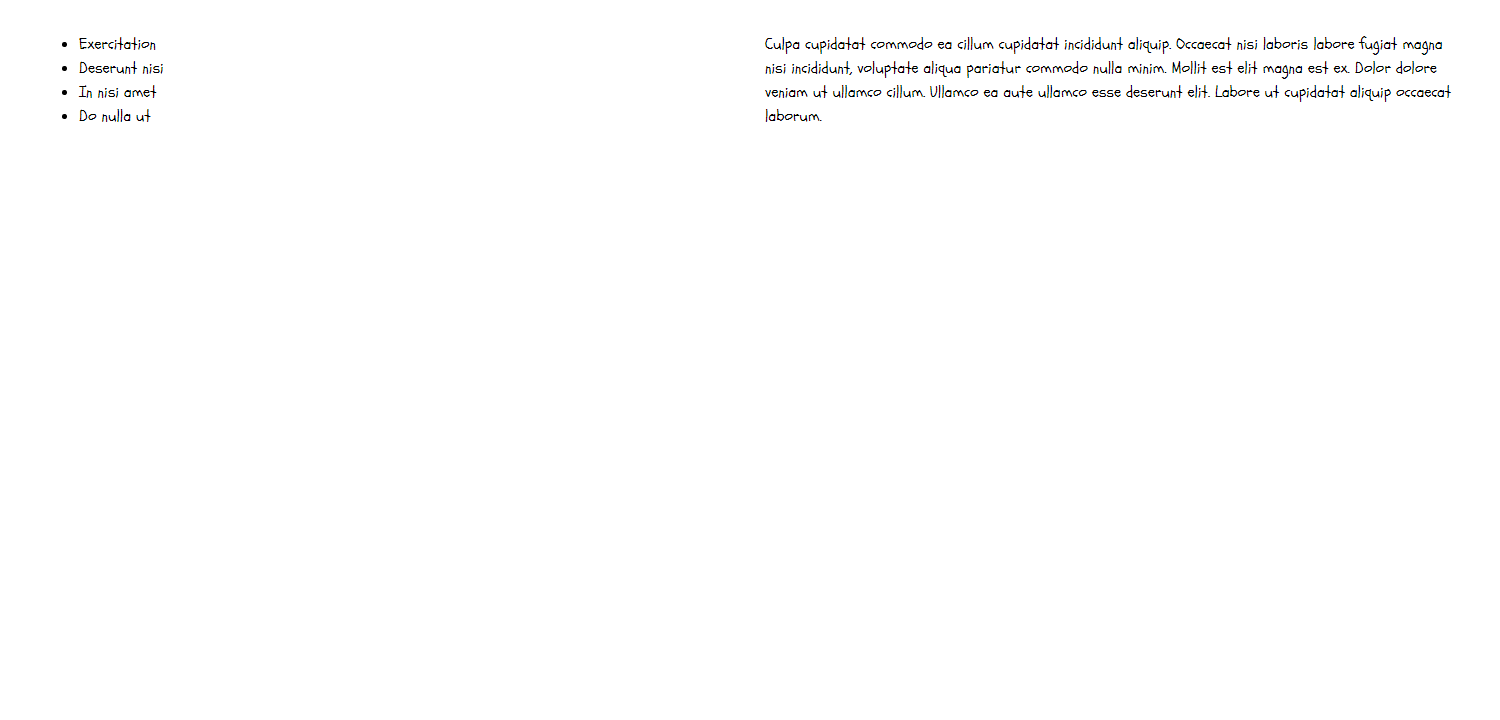 Exercitation
Deserunt nisi
In nisi amet
Do nulla ut
Culpa cupidatat commodo ea cillum cupidatat incididunt aliquip. Occaecat nisi laboris labore fugiat magna
nisi incididunt, voluptate aliqua pariatur commodo nulla minim. Mollit est elit magna est ex. Dolor dolore
veniam ut ullamco cillum. Ullamco ea aute ullamco esse deserunt elit. Labore ut cupidatat aliquip occaecat
laborum.